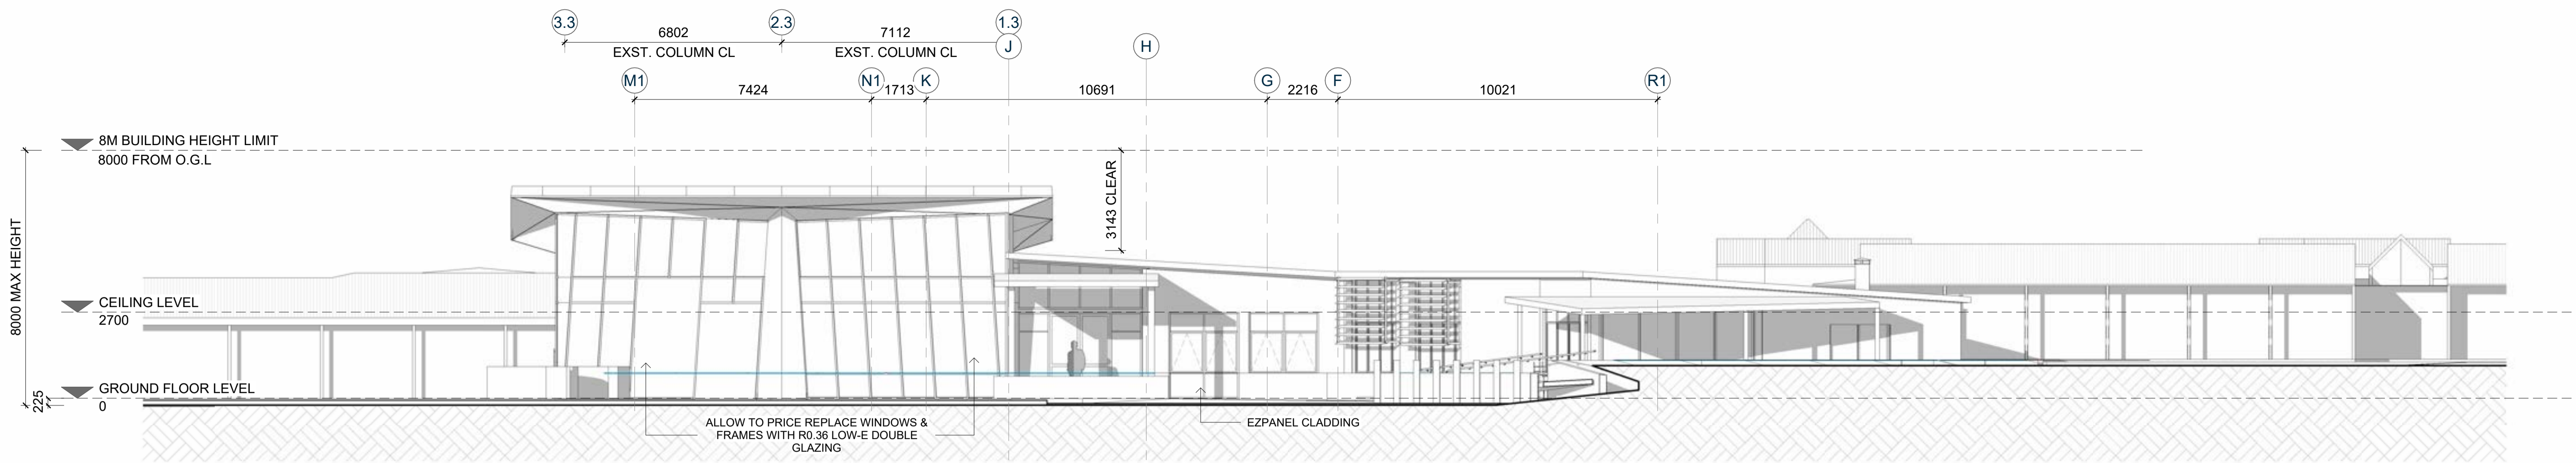 3.3
2.3
1.3
6802
7112
EXST. COLUMN CL
EXST. COLUMN CL
J
H
M1
N1
K
G
F
R1
7424
1713
10691
2216
10021
8M BUILDING HEIGHT LIMIT
8000 FROM O.G.L
3143 CLEAR
8000 MAX HEIGHT
CEILING LEVEL
2700
GROUND FLOOR LEVEL
0
225
ALLOW TO PRICE REPLACE WINDOWS &
FRAMES WITH R0.36 LOW-E DOUBLE
GLAZING
EZPANEL CLADDING